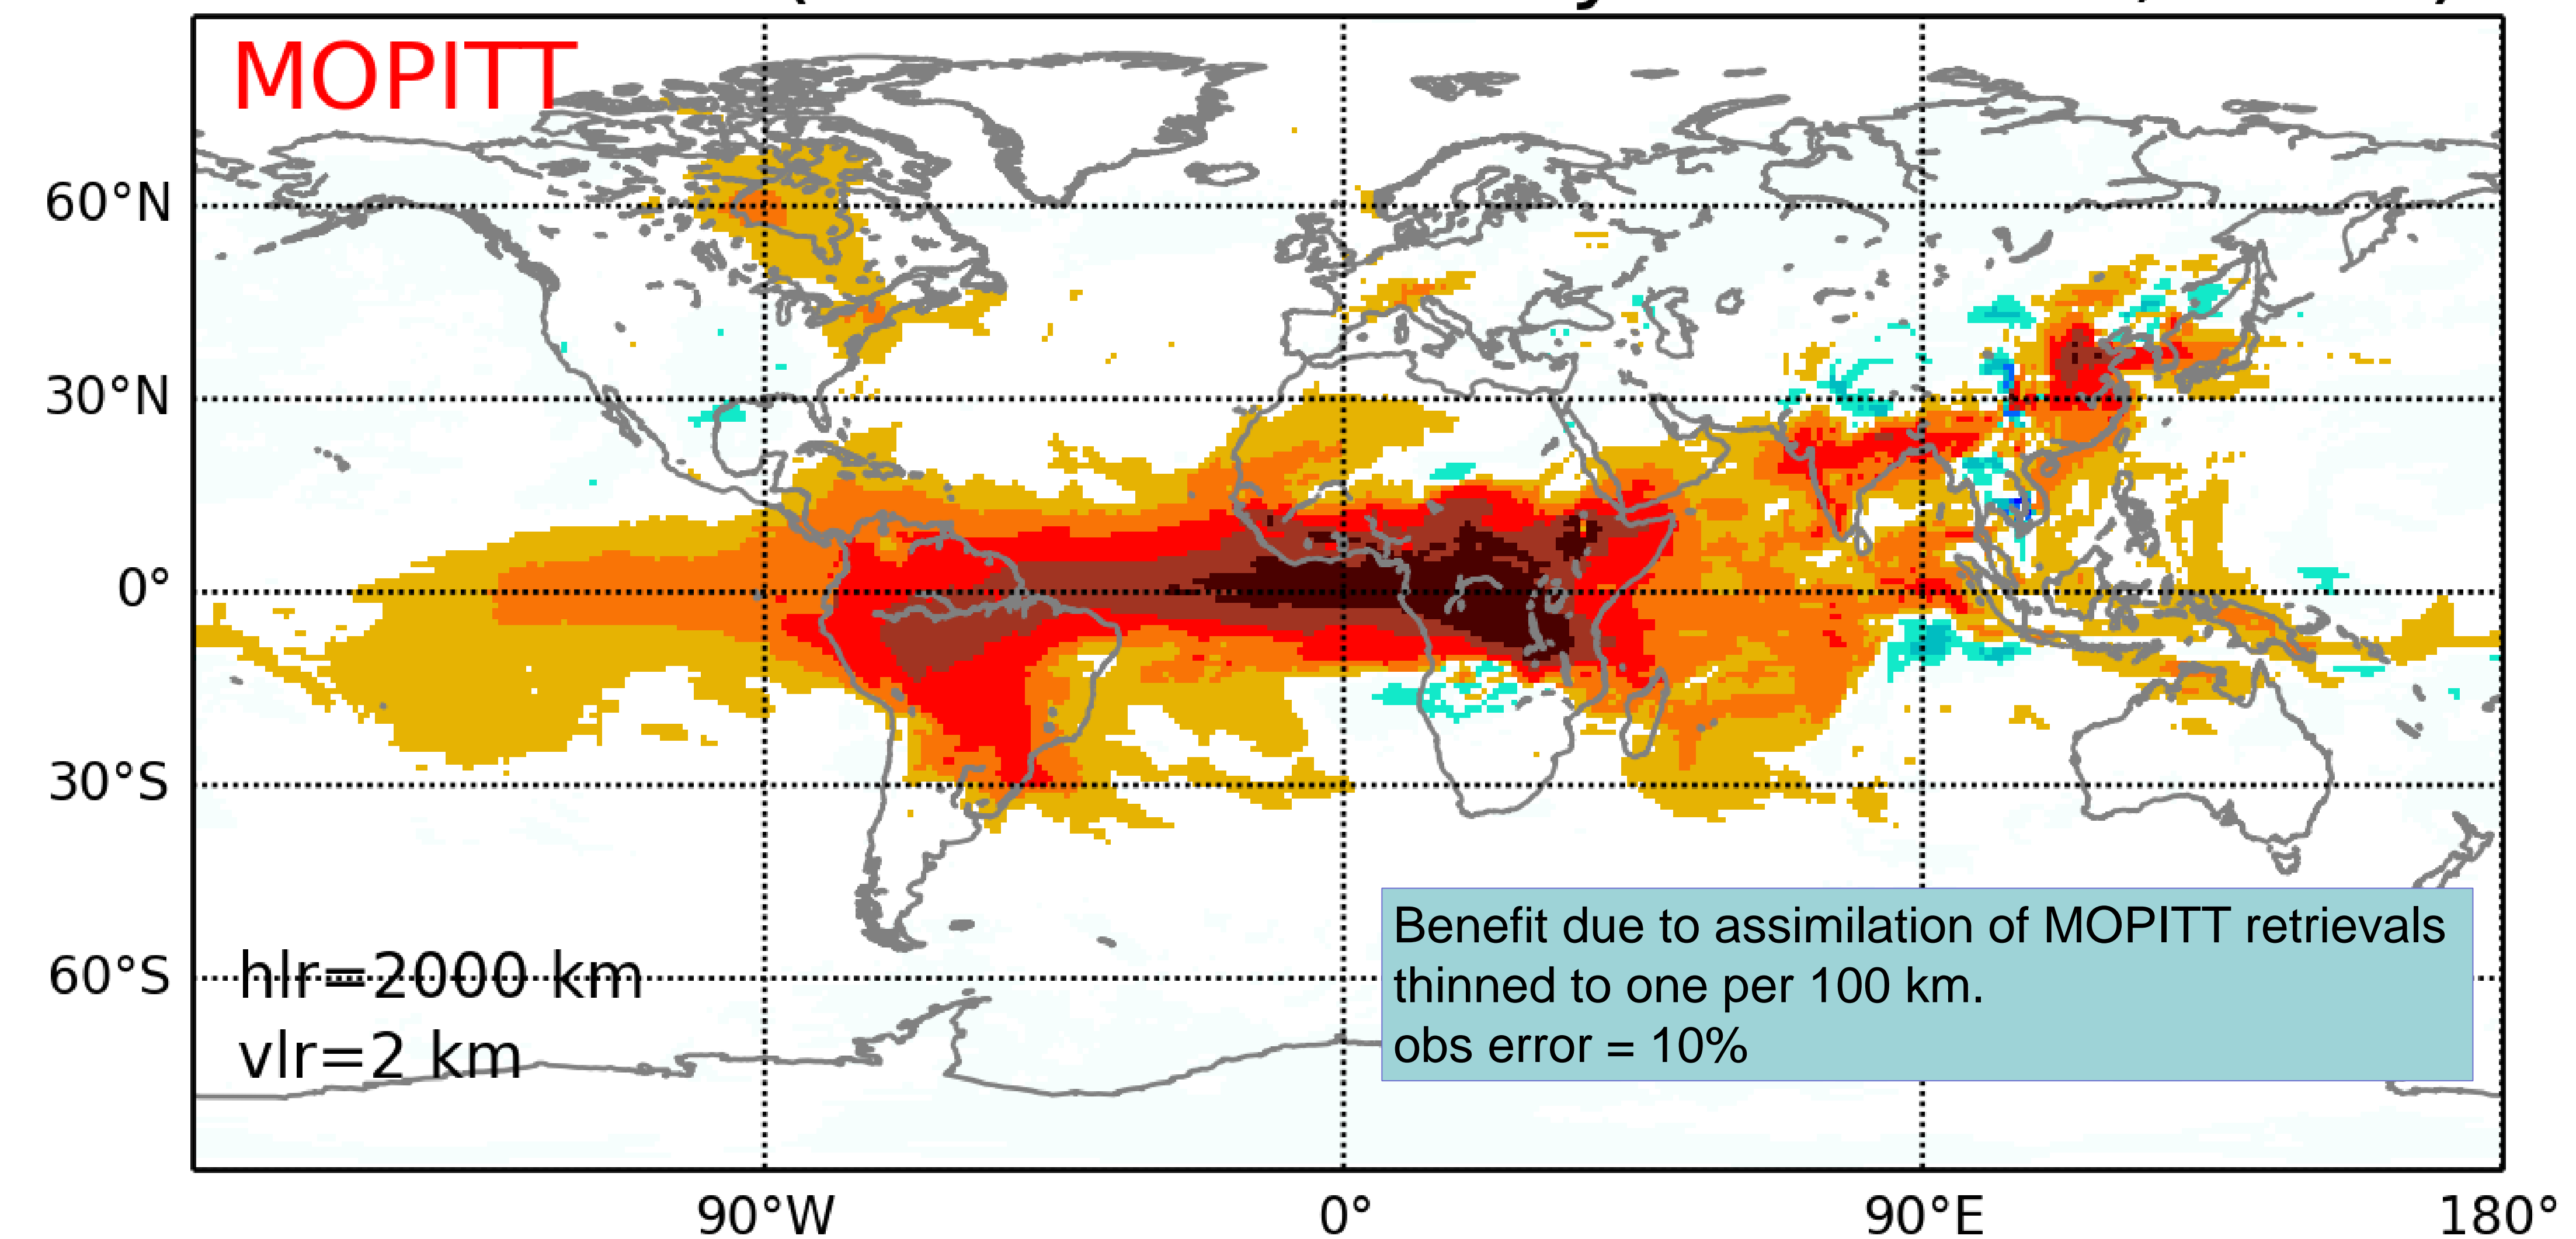 MOPITT
60°N
30°N
0°
30°S
60°S
hlr=2000 km
vlr=2 km
Benefit due to assimilation of MOPITT retrievals
thinned to one per 100 km.
obs error = 10%
90°W
0°
90°E
180°